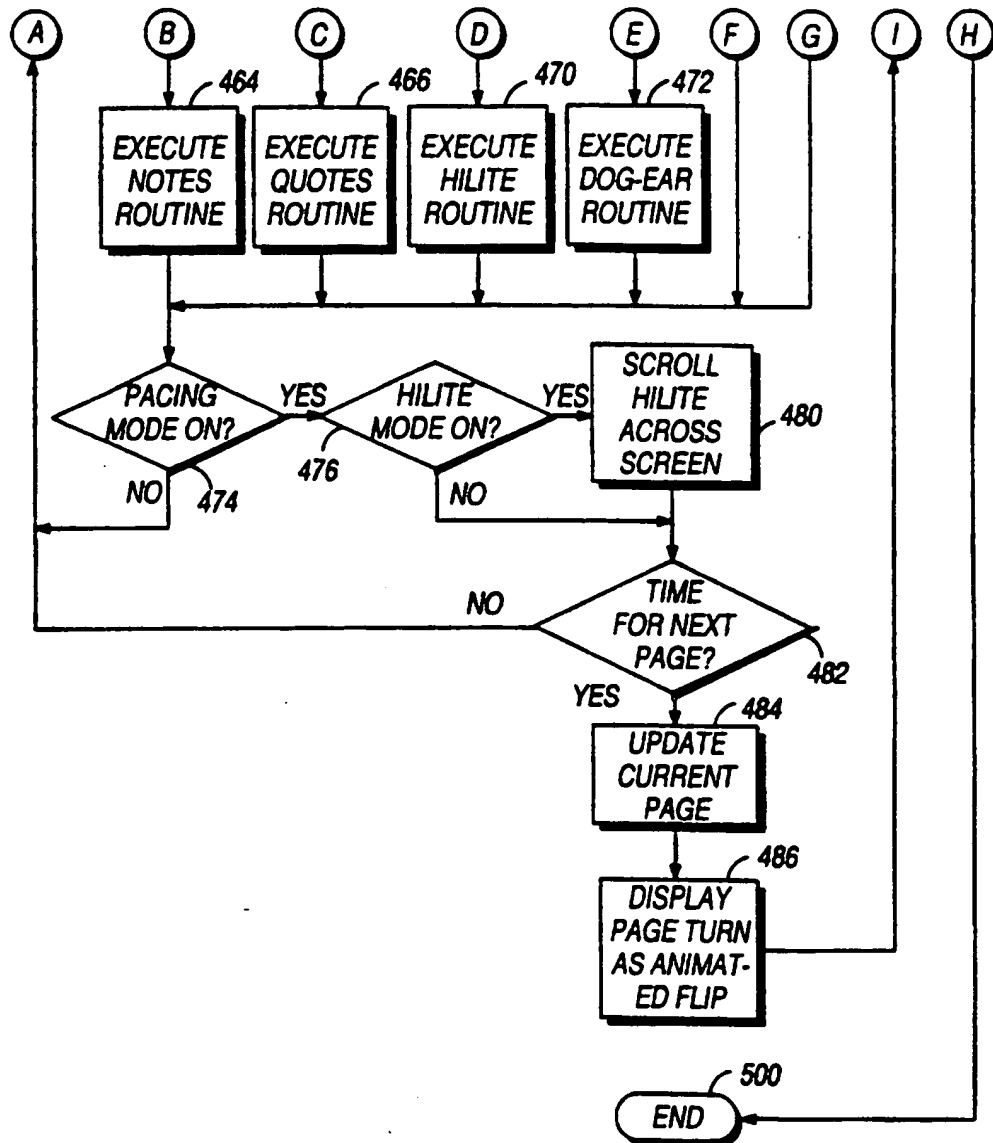 A B C D E F G I H
464 466 470 472
EXECUTE
NOTES
ROUTINE
EXECUTE
QUOTES
ROUTINE
EXECUTE
HILITE
ROUTINE
EXECUTE
DOG-EAR
ROUTINE
PACING
MODE ON?
YES
NO
474
HILITE
MODE ON?
YES
476
NO
SCROLL
HILITE
ACROSS
SCREEN
480
TIME
FOR NEXT
PAGE?
NO
482
YES
484
UPDATE
CURRENT
PAGE
486
DISPLAY
PAGE TURN
AS ANIMAT-
ED FLIP
500
END